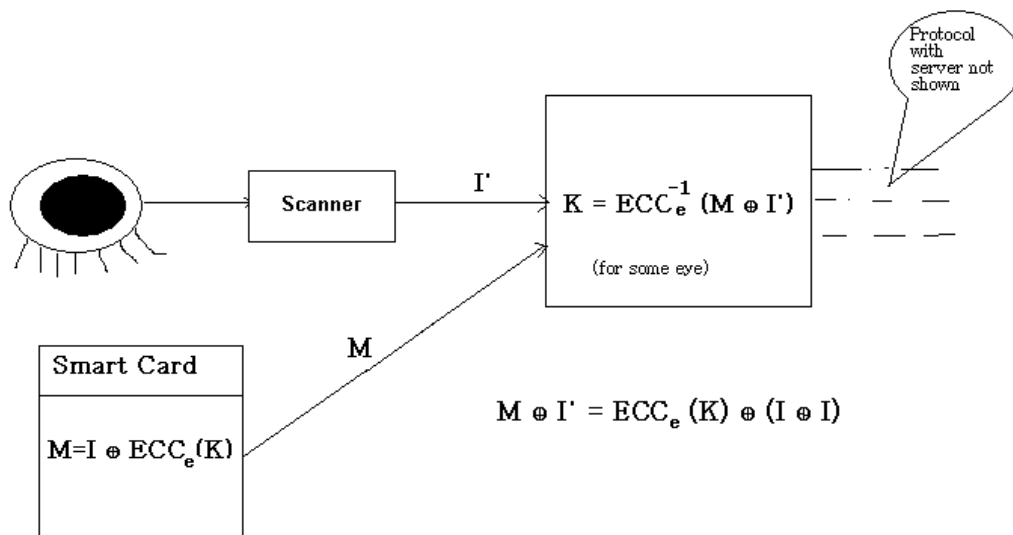 Protocol
with
server not
shown
I'
Scanner
K = ECC_e^{-1} (M ⊕ I')
(for some eye)
M
Smart Card
M=I ⊕ ECC_e(K)
M ⊕ I' = ECC_e (K) ⊕ (I ⊕ I)